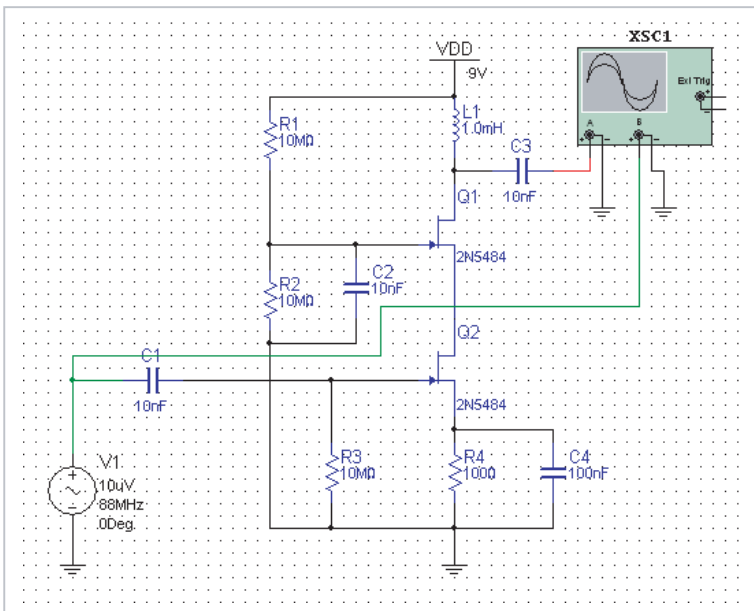 XSC1
VDD
9V
Ext Trig
+
-
A
B
+ - + -
L1
1.0mH
R1
10MΩ
C3
10nF
Q1
2N5484
R2
10MΩ
C2
10nF
Q2
C1
10nF
2N5484
V1
10uV
88MHz
0Deg
R3
10MΩ
R4
100Ω
C4
100nF